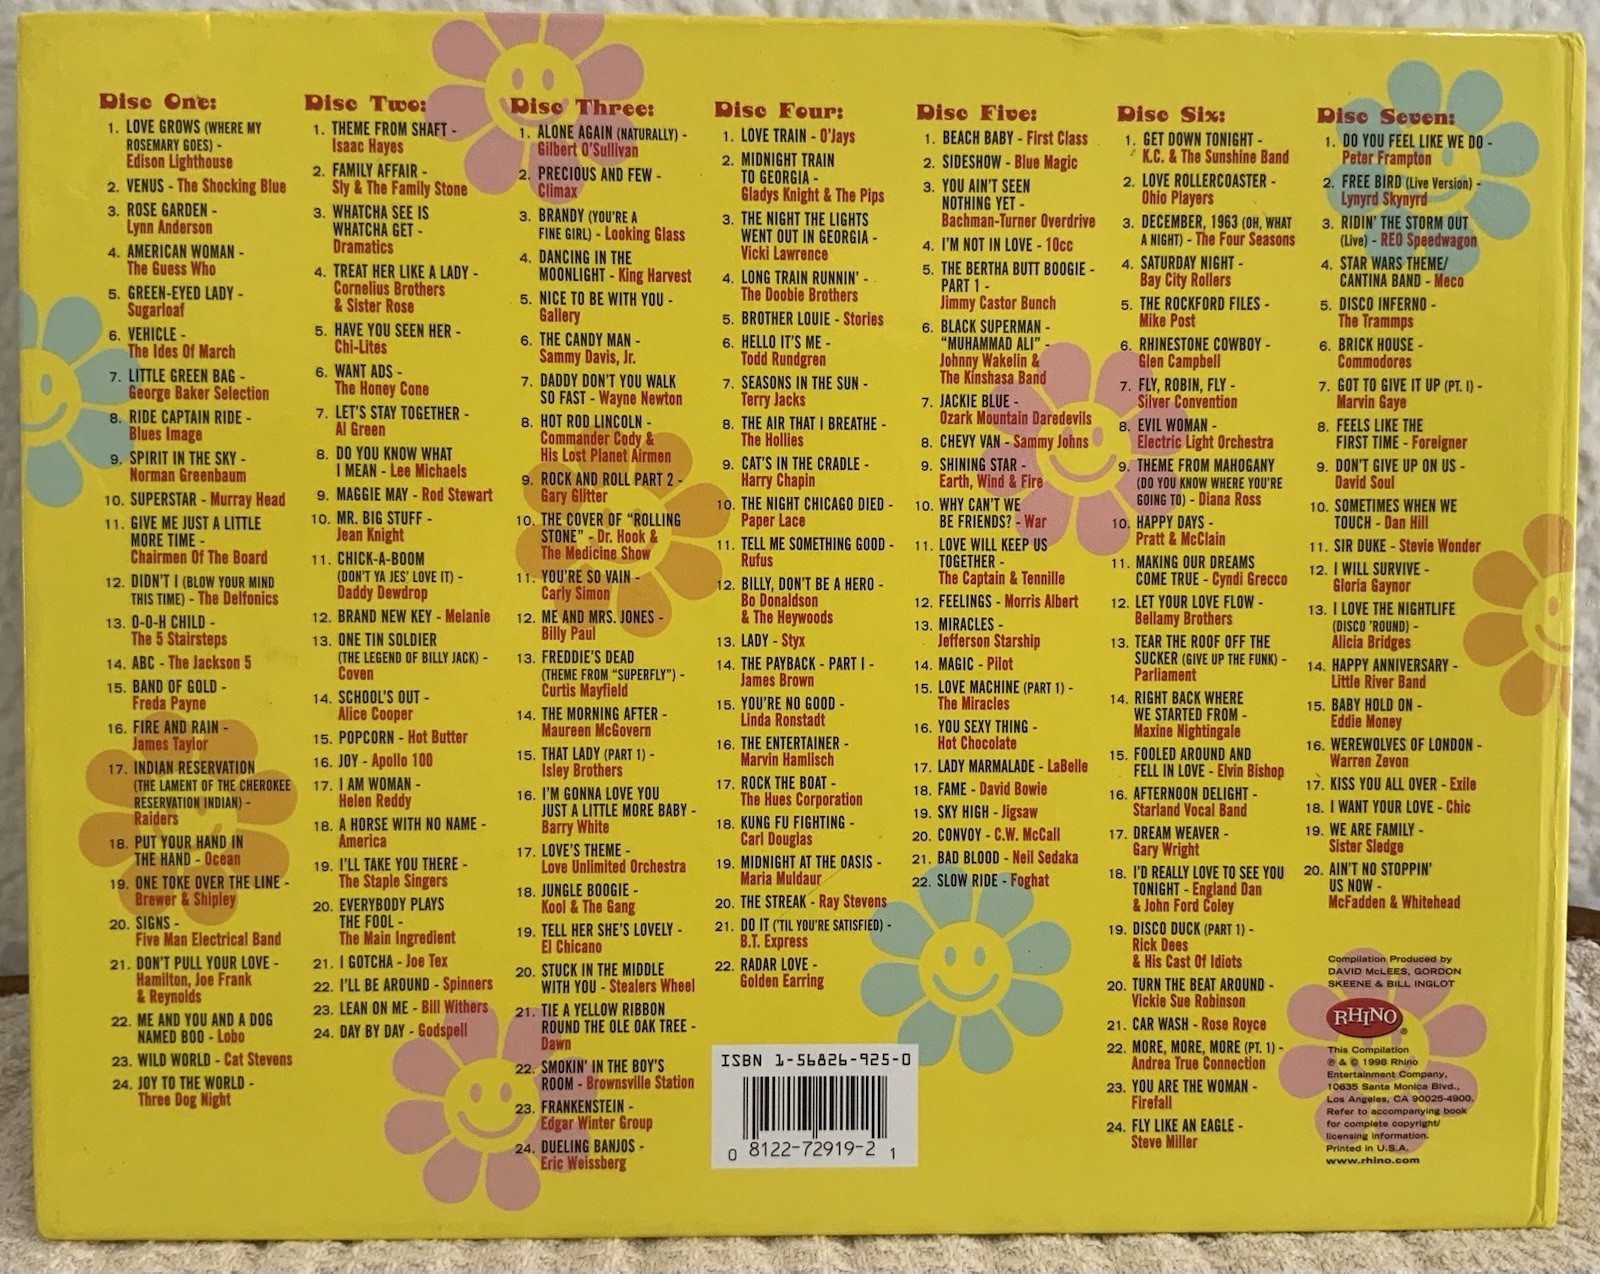 Disc One:
1. LOVE GROWS (WHERE MY
ROSEMARY GOES) -
Edison Lighthouse
2. VENUS - The Shocking Blue
3. ROSE GARDEN -
Lynn Anderson
4. AMERICAN WOMAN -
The Guess Who
5. GREEN-EYED LADY -
Sugarloaf
6. VEHICLE -
The Ides Of March
7. LITTLE GREEN BAG -
George Baker Selection
8. RIDE CAPTAIN RIDE -
Blues Image
9. SPIRIT IN THE SKY -
Norman Greenbaum
10. SUPERSTAR - Murray Head
11. GIVE ME JUST A LITTLE
MORE TIME -
Chairmen Of The Board
12. DIDN'T I (BLOW YOUR MIND
THIS TIME) - The Delfonics
13. O-O-H CHILD -
The 5 Stairsteps
14. ABC - The Jackson 5
15. BAND OF GOLD -
Freda Payne
16. FIRE AND RAIN -
James Taylor
17. INDIAN RESERVATION
(THE LAMENT OF THE CHEROKEE
RESERVATION INDIAN) -
Raiders
18. PUT YOUR HAND IN
THE HAND - Ocean
19. ONE TOKE OVER THE LINE -
Brewer & Shipley
20. SIGNS -
Five Man Electrical Band
21. DON'T PULL YOUR LOVE -
Hamilton, Joe Frank
& Reynolds
22. ME AND YOU AND A DOG
NAMED BOO - Lobo
23. WILD WORLD - Cat Stevens
24. JOY TO THE WORLD -
Three Dog Night
Disc Two:
1. THEME FROM SHAFT -
Isaac Hayes
2. FAMILY AFFAIR -
Sly & The Family Stone
3. WHATCHA SEE IS
WHATCHA GET -
Dramatics
4. TREAT HER LIKE A LADY -
Cornelius Brothers
& Sister Rose
5. HAVE YOU SEEN HER -
Chi-Lites
6. WANT ADS -
The Honey Cone
7. LET'S STAY TOGETHER -
Al Green
8. DO YOU KNOW WHAT
I MEAN - Lee Michaels
9. MAGGIE MAY - Rod Stewart
10. MR. BIG STUFF -
Jean Knight
11. CHICK-A-BOOM
(DON'T YA JES' LOVE IT) -
Daddy Dewdrop
12. BRAND NEW KEY - Melanie
13. ONE TIN SOLDIER
(THE LEGEND OF BILLY JACK) -
Coven
14. SCHOOL'S OUT -
Alice Cooper
15. POPCORN - Hot Butter
16. JOY - Apollo 100
17. I AM WOMAN -
Helen Reddy
18. A HORSE WITH NO NAME -
America
19. I'LL TAKE YOU THERE -
The Staple Singers
20. EVERYBODY PLAYS
THE FOOL -
The Main Ingredient
21. I GOTCHA - Joe Tex
22. I'LL BE AROUND - Spinners
23. LEAN ON ME - Bill Withers
24. DAY BY DAY - Godspell
Disc Three:
1. ALONE AGAIN (NATURALLY) -
Gilbert O'Sullivan
2. PRECIOUS AND FEW -
Climax
3. BRANDY (YOU'RE A
FINE GIRL) - Looking Glass
4. DANCING IN THE
MOONLIGHT - King Harvest
5. NICE TO BE WITH YOU -
Gallery
6. THE CANDY MAN -
Sammy Davis, Jr.
7. DADDY DON'T YOU WALK
SO FAST - Wayne Newton
8. HOT ROD LINCOLN -
Commander Cody &
His Lost Planet Airmen
9. ROCK AND ROLL PART 2 -
Gary Glitter
10. THE COVER OF "ROLLING
STONE" - Dr. Hook &
The Medicine Show
11. YOU'RE SO VAIN -
Carly Simon
12. ME AND MRS. JONES -
Billy Paul
13. FREDDIE'S DEAD
(THEME FROM "SUPERFLY") -
Curtis Mayfield
14. THE MORNING AFTER -
Maureen McGovern
15. THAT LADY (PART 1) -
Isley Brothers
16. I'M GONNA LOVE YOU
JUST A LITTLE MORE BABY -
Barry White
17. LOVE'S THEME -
Love Unlimited Orchestra
18. JUNGLE BOOGIE -
Kool & The Gang
19. TELL HER SHE'S LOVELY -
El Chicano
20. STUCK IN THE MIDDLE
WITH YOU - Stealers Wheel
21. TIE A YELLOW RIBBON
ROUND THE OLE OAK TREE -
Dawn
22. SMOKIN' IN THE BOY'S
ROOM - Brownsville Station
23. FRANKENSTEIN -
Edgar Winter Group
24. DUELING BANJOS -
Eric Weissberg
Disc Four:
1. LOVE TRAIN - O'Jays
2. MIDNIGHT TRAIN
TO GEORGIA -
Gladys Knight & The Pips
3. THE NIGHT THE LIGHTS
WENT OUT IN GEORGIA -
Vicki Lawrence
4. LONG TRAIN RUNNIN' -
The Doobie Brothers
5. BROTHER LOUIE - Stories
6. HELLO IT'S ME -
Todd Rundgren
7. SEASONS IN THE SUN -
Terry Jacks
8. THE AIR THAT I BREATHE -
The Hollies
9. CAT'S IN THE CRADLE -
Harry Chapin
10. THE NIGHT CHICAGO DIED -
Paper Lace
11. TELL ME SOMETHING GOOD -
Rufus
12. BILLY, DON'T BE A HERO -
Bo Donaldson
& The Heywoods
13. LADY - Styx
14. THE PAYBACK - PART I -
James Brown
15. YOU'RE NO GOOD -
Linda Ronstadt
16. THE ENTERTAINER -
Marvin Hamlisch
17. ROCK THE BOAT -
The Hues Corporation
18. KUNG FU FIGHTING -
Carl Douglas
19. MIDNIGHT AT THE OASIS -
Maria Muldaur
20. THE STREAK - Ray Stevens
21. DO IT ('TIL YOU'RE SATISFIED) -
B.T. Express
22. RADAR LOVE -
Golden Earring
ISBN 1-56826-925-0
0 8122-72919-2 1
Disc Five:
1. BEACH BABY - First Class
2. SIDESHOW - Blue Magic
3. YOU AIN'T SEEN
NOTHING YET -
Bachman-Turner Overdrive
4. I'M NOT IN LOVE - 10cc
5. THE BERTHA BUTT BOOGIE -
PART 1 -
Jimmy Castor Bunch
6. BLACK SUPERMAN -
"MUHAMMAD ALI" -
Johnny Wakelin &
The Kinshasa Band
7. JACKIE BLUE -
Ozark Mountain Daredevils
8. CHEVY VAN - Sammy Johns
9. SHINING STAR -
Earth, Wind & Fire
10. WHY CAN'T WE
BE FRIENDS? - War
11. LOVE WILL KEEP US
TOGETHER -
The Captain & Tennille
12. FEELINGS - Morris Albert
13. MIRACLES -
Jefferson Starship
14. MAGIC - Pilot
15. LOVE MACHINE (PART 1) -
The Miracles
16. YOU SEXY THING -
Hot Chocolate
17. LADY MARMALADE - LaBelle
18. FAME - David Bowie
19. SKY HIGH - Jigsaw
20. CONVOY - C.W. McCall
21. BAD BLOOD - Neil Sedaka
22. SLOW RIDE - Foghat
Disc Six:
1. GET DOWN TONIGHT -
K.C. & The Sunshine Band
2. LOVE ROLLERCOASTER -
Ohio Players
3. DECEMBER, 1963 (OH, WHAT
A NIGHT) - The Four Seasons
4. SATURDAY NIGHT -
Bay City Rollers
5. THE ROCKFORD FILES -
Mike Post
6. RHINESTONE COWBOY -
Glen Campbell
7. FLY, ROBIN, FLY -
Silver Convention
8. EVIL WOMAN -
Electric Light Orchestra
9. THEME FROM MAHOGANY
(DO YOU KNOW WHERE YOU'RE
GOING TO) - Diana Ross
10. HAPPY DAYS -
Pratt & McClain
11. MAKING OUR DREAMS
COME TRUE - Cyndi Grecco
12. LET YOUR LOVE FLOW -
Bellamy Brothers
13. TEAR THE ROOF OFF THE
SUCKER (GIVE UP THE FUNK) -
Parliament
14. RIGHT BACK WHERE
WE STARTED FROM -
Maxine Nightingale
15. FOOLED AROUND AND
FELL IN LOVE - Elvin Bishop
16. AFTERNOON DELIGHT -
Starland Vocal Band
17. DREAM WEAVER -
Gary Wright
18. I'D REALLY LOVE TO SEE YOU
TONIGHT - England Dan
& John Ford Coley
19. DISCO DUCK (PART 1) -
Rick Dees
& His Cast Of Idiots
20. TURN THE BEAT AROUND -
Vickie Sue Robinson
21. CAR WASH - Rose Royce
22. MORE, MORE, MORE (PT. 1) -
Andrea True Connection
23. YOU ARE THE WOMAN -
Firefall
24. FLY LIKE AN EAGLE -
Steve Miller
Disc Seven:
1. DO YOU FEEL LIKE WE DO -
Peter Frampton
2. FREE BIRD (Live Version) -
Lynyrd Skynyrd
3. RIDIN' THE STORM OUT
(Live) - REO Speedwagon
4. STAR WARS THEME/
CANTINA BAND - Meco
5. DISCO INFERNO -
The Trammps
6. BRICK HOUSE -
Commodores
7. GOT TO GIVE IT UP (PT. I) -
Marvin Gaye
8. FEELS LIKE THE
FIRST TIME - Foreigner
9. DON'T GIVE UP ON US -
David Soul
10. SOMETIMES WHEN WE
TOUCH - Dan Hill
11. SIR DUKE - Stevie Wonder
12. I WILL SURVIVE -
Gloria Gaynor
13. I LOVE THE NIGHTLIFE
(DISCO 'ROUND) -
Alicia Bridges
14. HAPPY ANNIVERSARY -
Little River Band
15. BABY HOLD ON -
Eddie Money
16. WEREWOLVES OF LONDON -
Warren Zevon
17. KISS YOU ALL OVER - Exile
18. I WANT YOUR LOVE - Chic
19. WE ARE FAMILY -
Sister Sledge
20. AIN'T NO STOPPIN'
US NOW -
McFadden & Whitehead
Compilation Produced by
DAVID McLEES, GORDON
SKEENE & BILL INGLOT
RHINO®
This Compilation
℗ & © 1998 Rhino
Entertainment Company,
10635 Santa Monica Blvd.,
Los Angeles, CA 90025-4900.
Refer to accompanying book
for complete copyright/
licensing information.
Printed in U.S.A.
www.rhino.com